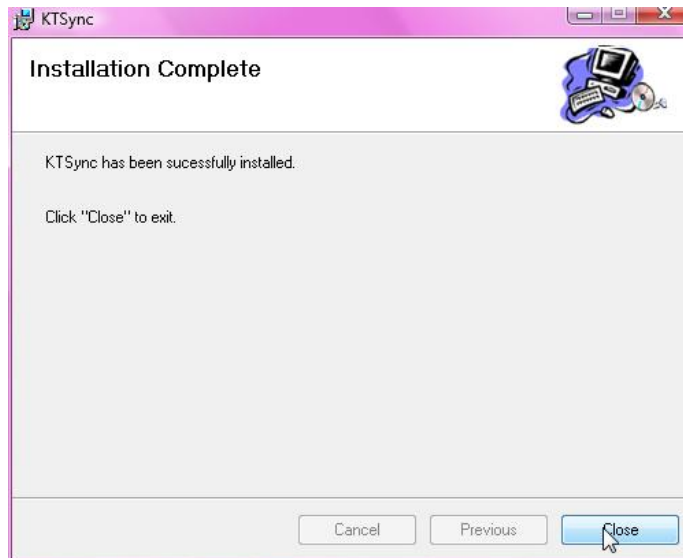 KTSync
Installation Complete
KTSync has been sucessfully installed.
Click "Close" to exit.
Cancel
Previous
Close